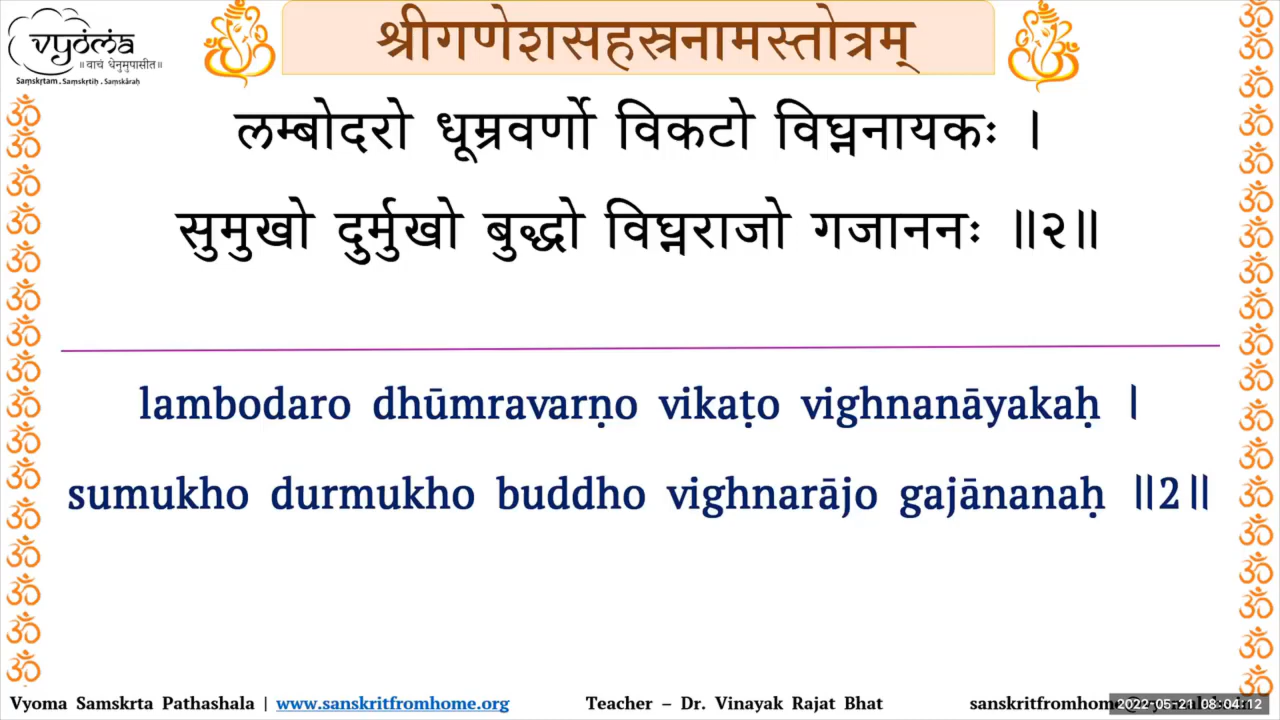 vyoma
॥ वाचं धेनुमुपासीत ॥
Saṃskṛtam . Saṃskṛtiḥ . Saṃskāraḥ
श्रीगणेशसहस्रनामस्तोत्रम्
लम्बोदरो धूम्रवर्णो विकटो विघ्ननायकः ।
सुमुखो दुर्मुखो बुद्धो विघ्नराजो गजाननः ॥२॥
lambodaro dhūmravarṇo vikaṭo vighnanāyakaḥ ।
sumukho durmukho buddho vighnarājo gajānanaḥ ॥2॥
Vyoma Samskrta Pathashala | www.sanskritfromhome.org Teacher – Dr. Vinayak Rajat Bhat
2022-05-21 08:04:12